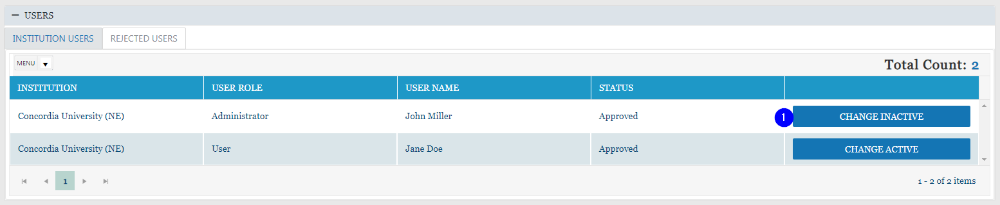 USERS
INSTITUTION USERS REJECTED USERS
MENU Total Count: 2
INSTITUTION USER ROLE USER NAME STATUS
Concordia University (NE) Administrator John Miller Approved 1 CHANGE INACTIVE
Concordia University (NE) User Jane Doe Approved CHANGE ACTIVE
1 1 - 2 of 2 items